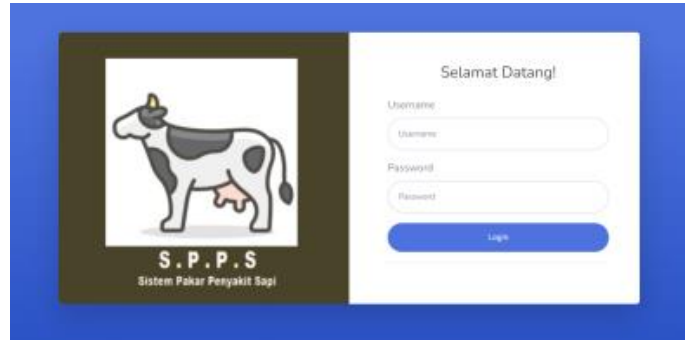 S.P.P.S
Sistem Pakar Penyakit Sapi
Selamat Datang!
Username
Username
Password
Password
Login